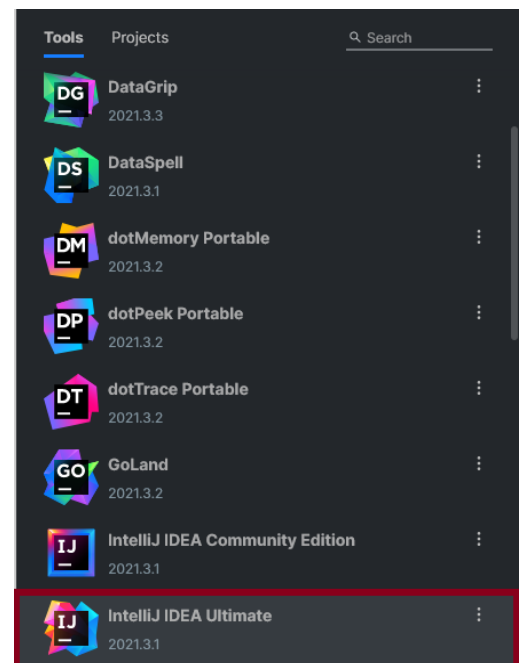 Tools Projects Search
DG DataGrip
2021.3.3
DS DataSpell
2021.3.1
DM dotMemory Portable
2021.3.2
DP dotPeek Portable
2021.3.2
DT dotTrace Portable
2021.3.2
GO GoLand
2021.3.2
IJ IntelliJ IDEA Community Edition
2021.3.1
IJ IntelliJ IDEA Ultimate
2021.3.1